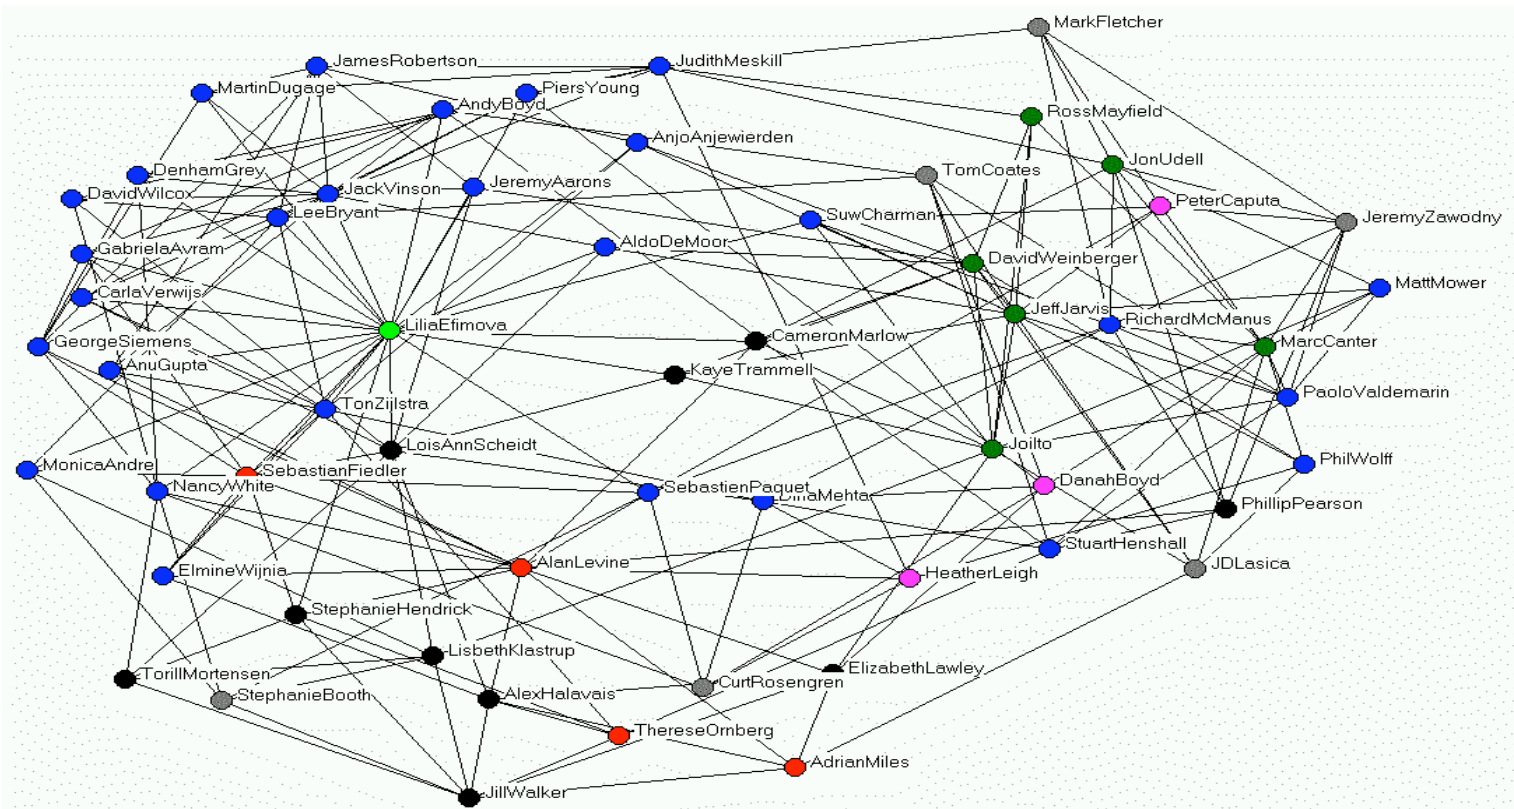 MarkFletcher
JamesRobertson
JudithMeskill
MartinDugage
PiersYoung
AndyBoyd
RossMayfield
AnjoAnjewierden
JonUdell
DenhamGrey
TomCoates
DavidWilcox
JackVinson
JeremyAarons
PeterCaputa
LeeBryant
SuwCharman
JeremyZawodny
GabrielaAvram
AldoDeMoor
DavidWeinberger
MattMower
CarlaVerwijs
LiliaEfimova
JeffJarvis
RichardMcManus
GeorgeSiemens
CameronMarlow
MarcCanter
AnuGupta
KayeTrammell
PaoloValdemarin
TonZijlstra
LoisAnnScheidt
JoiIto
MonicaAndre
SebastianFiedler
PhilWolff
NancyWhite
SebastienPaquet
DinaMehta
DanahBoyd
PhillipPearson
StuartHenshall
ElmineWijnia
AlanLevine
HeatherLeigh
JDLasica
StephanieHendrick
LisbethKlastrup
TorillMortensen
ElizabethLawley
StephanieBooth
AlexHalavais
CurtRosengren
ThereseOrnberg
AdrianMiles
JillWalker